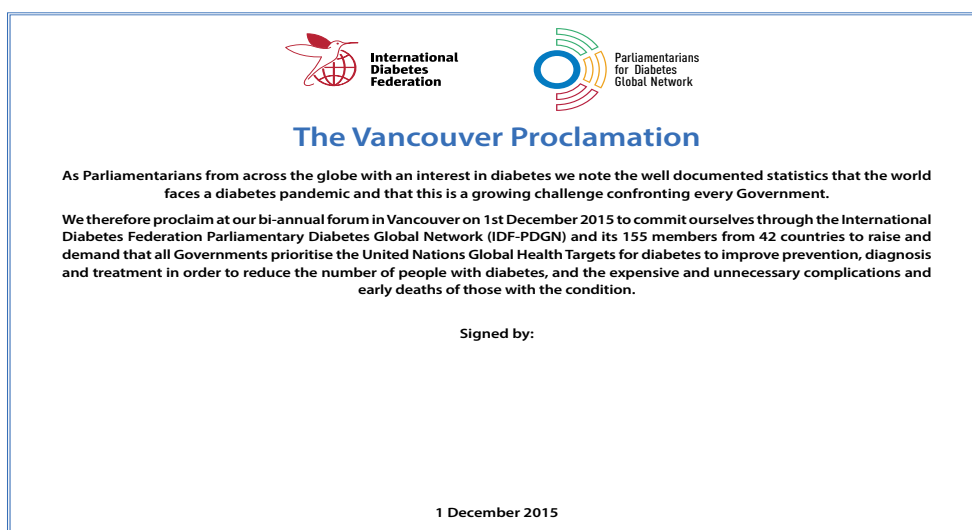 International
Diabetes
Federation
Parliamentarians
for Diabetes
Global Network
The Vancouver Proclamation
As Parliamentarians from across the globe with an interest in diabetes we note the well documented statistics that the world
faces a diabetes pandemic and that this is a growing challenge confronting every Government.
We therefore proclaim at our bi-annual forum in Vancouver on 1st December 2015 to commit ourselves through the International
Diabetes Federation Parliamentary Diabetes Global Network (IDF-PDGN) and its 155 members from 42 countries to raise and
demand that all Governments prioritise the United Nations Global Health Targets for diabetes to improve prevention, diagnosis
and treatment in order to reduce the number of people with diabetes, and the expensive and unnecessary complications and
early deaths of those with the condition.
Signed by:
1 December 2015